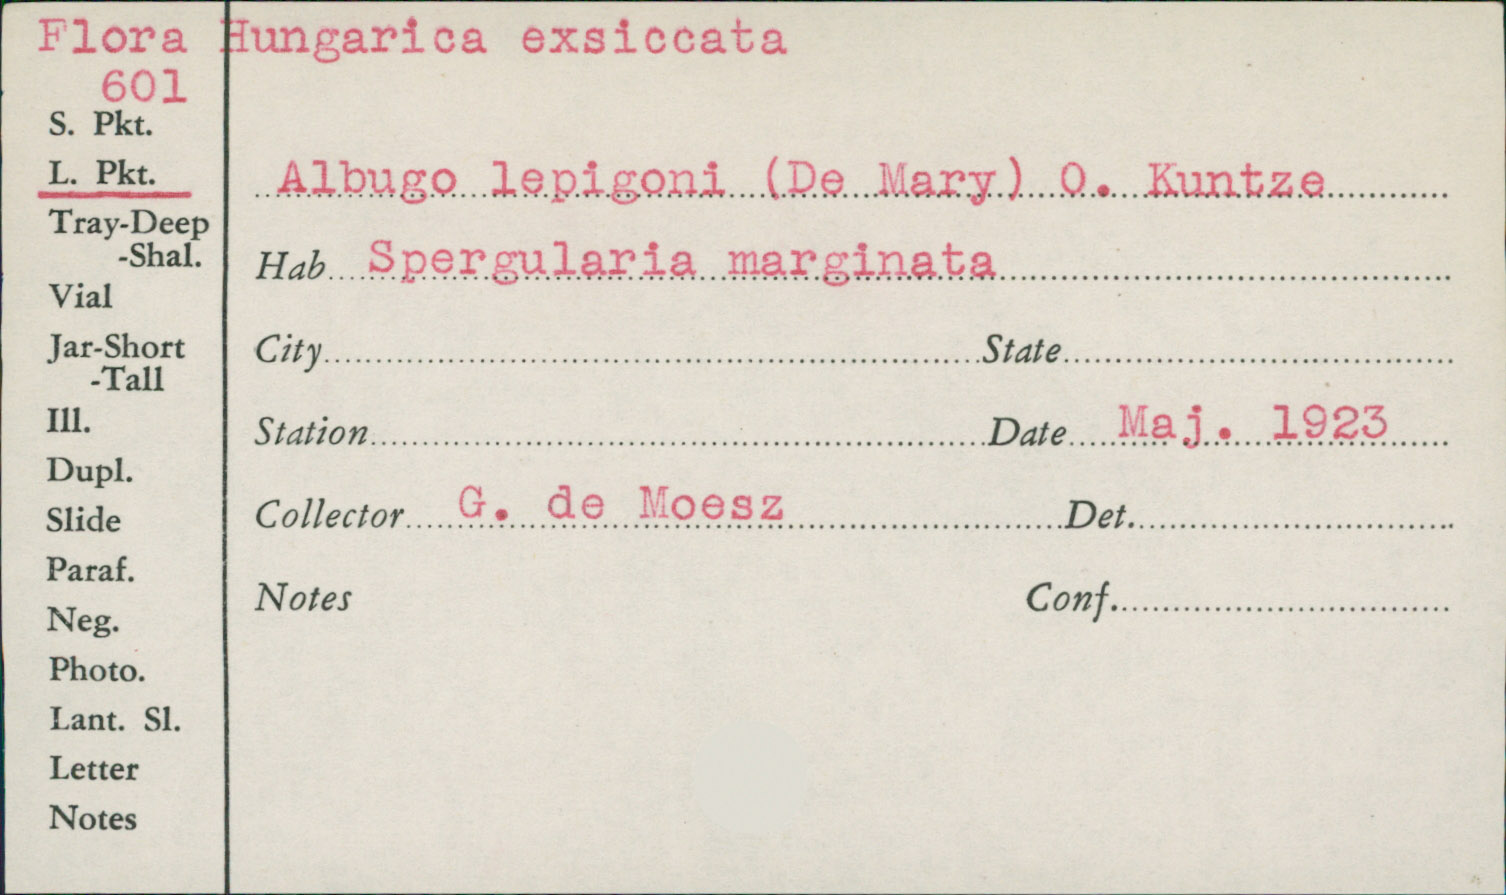 Flora Hungarica exsiccata
601
S. Pkt.
L. Pkt.
Tray-Deep
-Shal.
Vial
Jar-Short
-Tall
Ill.
Dupl.
Slide
Paraf.
Neg.
Photo.
Lant. Sl.
Letter
Notes
Albugo lepigoni (De Mary) O. Kuntze
Hab. Spergularia marginata
City State
Station Date Maj. 1923
Collector G. de Moesz Det.
Notes Conf.